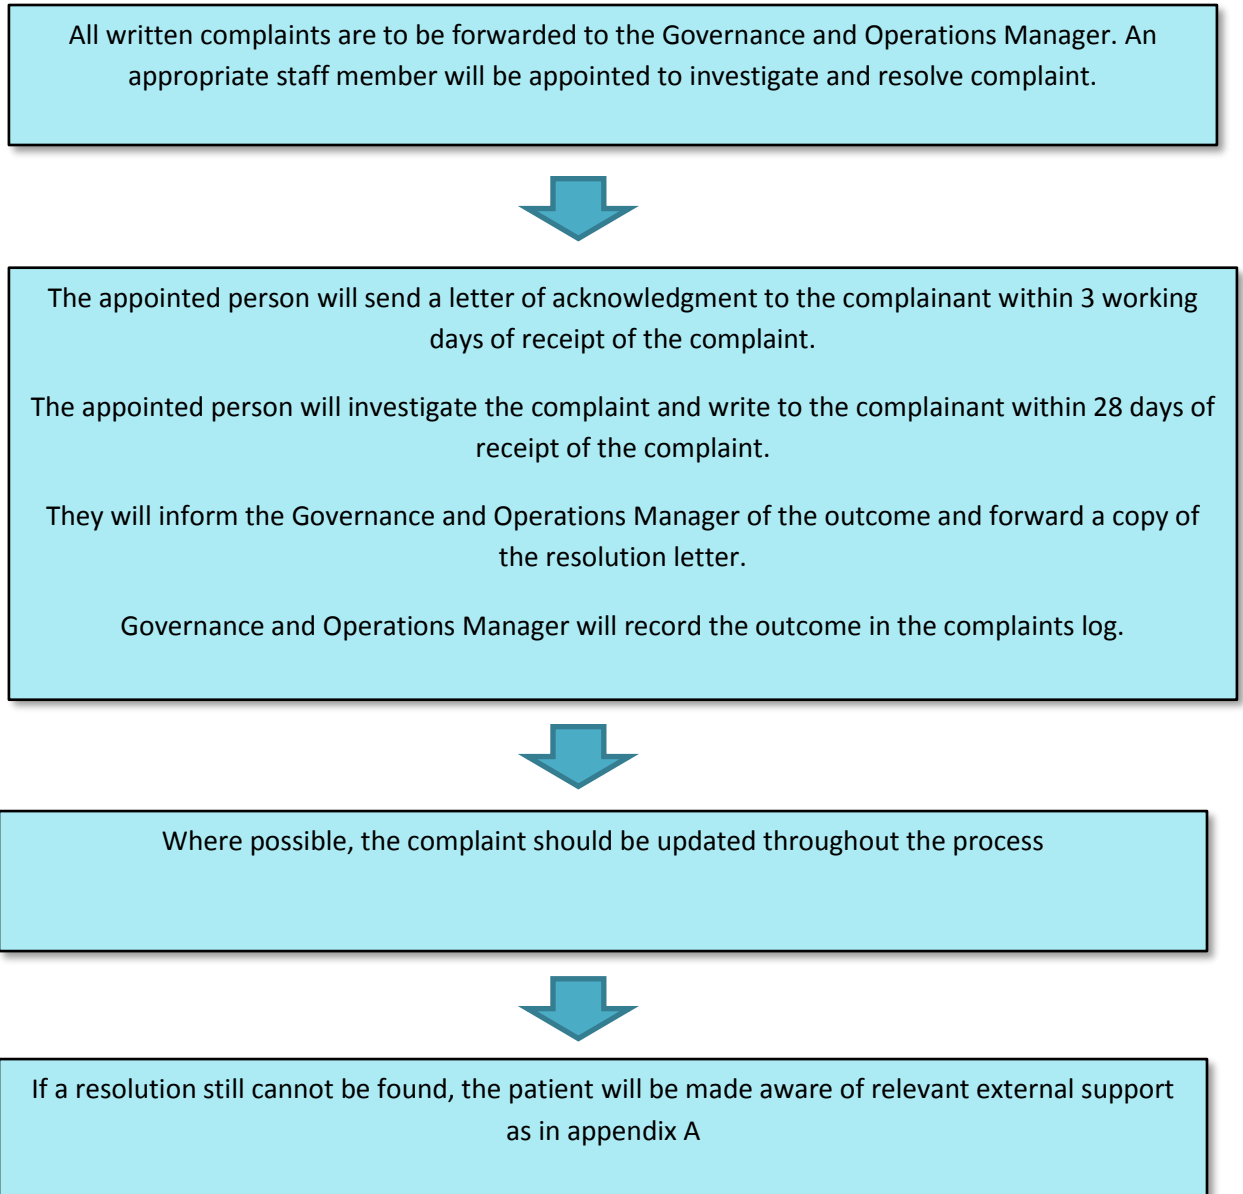 All written complaints are to be forwarded to the Governance and Operations Manager. An
appropriate staff member will be appointed to investigate and resolve complaint.
The appointed person will send a letter of acknowledgment to the complainant within 3 working
days of receipt of the complaint.
The appointed person will investigate the complaint and write to the complainant within 28 days of
receipt of the complaint.
They will inform the Governance and Operations Manager of the outcome and forward a copy of
the resolution letter.
Governance and Operations Manager will record the outcome in the complaints log.
Where possible, the complaint should be updated throughout the process
If a resolution still cannot be found, the patient will be made aware of relevant external support
as in appendix A